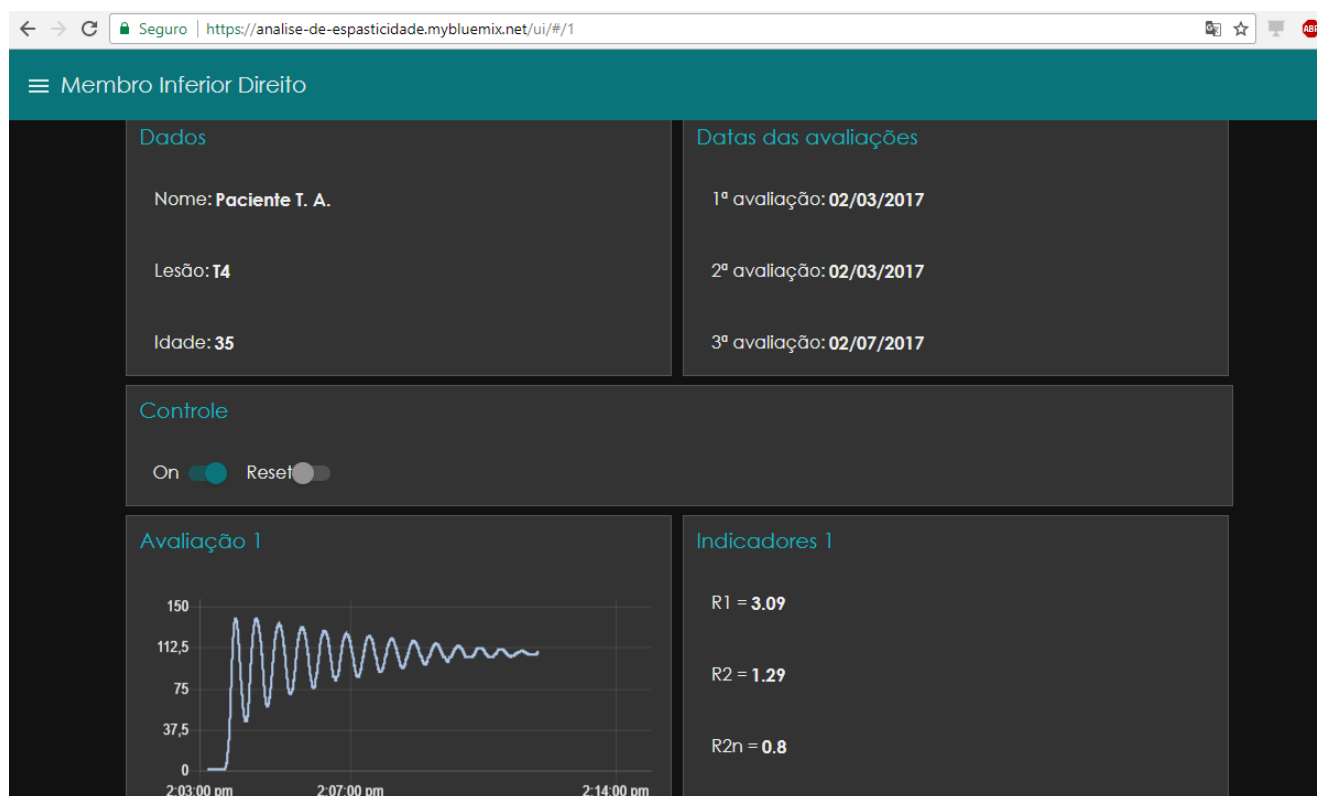 Seguro | https://analise-de-espasticidade.mybluemix.net/ui/#/1
ABP
Membro Inferior Direito
Dados
Nome: Paciente T. A.
Lesão: T4
Idade: 35
Datas das avaliações
1ª avaliação: 02/03/2017
2ª avaliação: 02/03/2017
3ª avaliação: 02/07/2017
Controle
On Reset
Avaliação 1
150
112,5
75
37,5
0
2:03:00 pm 2:07:00 pm 2:14:00 pm
Indicadores 1
R1 = 3.09
R2 = 1.29
R2n = 0.8